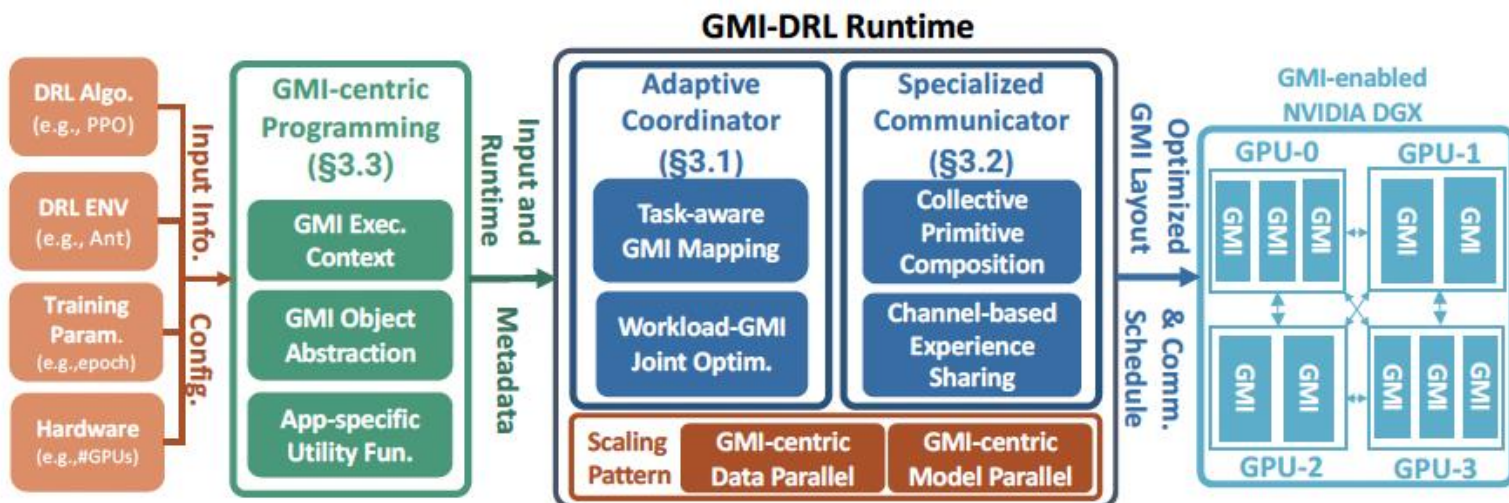 GMI-DRL Runtime
DRL Algo.
(e.g., PPO)
DRL ENV
(e.g., Ant)
Training
Param.
(e.g.,epoch)
Hardware
(e.g.,#GPUs)
Input Info.
Config.
GMI-centric
Programming
(§3.3)
GMI Exec.
Context
GMI Object
Abstraction
App-specific
Utility Fun.
Input and
Runtime
Metadata
Adaptive
Coordinator
(§3.1)
Task-aware
GMI Mapping
Workload-GMI
Joint Optim.
Specialized
Communicator
(§3.2)
Collective
Primitive
Composition
Channel-based
Experience
Sharing
Scaling
Pattern
GMI-centric
Data Parallel
GMI-centric
Model Parallel
Optimized
GMI Layout
& Comm.
Schedule
GMI-enabled
NVIDIA DGX
GPU-0
GMI
GMI
GMI
GPU-1
GMI
GMI
GMI
GMI
GPU-2
GMI
GMI
GMI
GPU-3